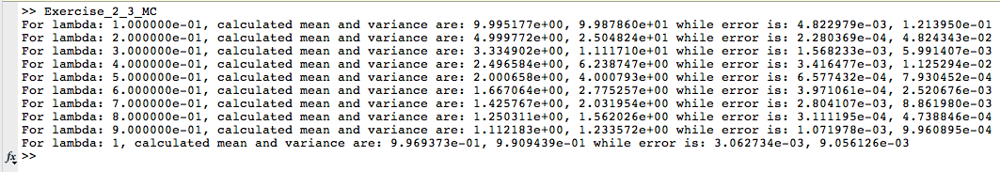 >> Exercise_2_3_MC
For lambda: 1.000000e-01, calculated mean and variance are: 9.995177e+00, 9.987860e+01 while error is: 4.822979e-03, 1.213950e-01
For lambda: 2.000000e-01, calculated mean and variance are: 4.999772e+00, 2.504824e+01 while error is: 2.280369e-04, 4.824343e-02
For lambda: 3.000000e-01, calculated mean and variance are: 3.334902e+00, 1.111710e+01 while error is: 1.568233e-03, 5.991407e-03
For lambda: 4.000000e-01, calculated mean and variance are: 2.496584e+00, 6.238747e+00 while error is: 3.416477e-03, 1.125294e-02
For lambda: 5.000000e-01, calculated mean and variance are: 2.000658e+00, 4.000793e+00 while error is: 6.577432e-04, 7.930452e-04
For lambda: 6.000000e-01, calculated mean and variance are: 1.667064e+00, 2.775257e+00 while error is: 3.971061e-04, 2.520676e-03
For lambda: 7.000000e-01, calculated mean and variance are: 1.425767e+00, 2.031954e+00 while error is: 2.804107e-03, 8.861980e-03
For lambda: 8.000000e-01, calculated mean and variance are: 1.250311e+00, 1.562026e+00 while error is: 3.111195e-04, 4.738846e-04
For lambda: 9.000000e-01, calculated mean and variance are: 1.112183e+00, 1.233572e+00 while error is: 1.071978e-03, 9.960895e-04
For lambda: 1, calculated mean and variance are: 9.969373e-01, 9.909439e-01 while error is: 3.062734e-03, 9.056126e-03
fx >>